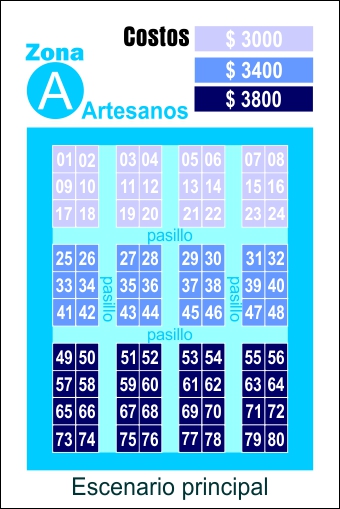 Costos $ 3000
Zona $ 3400
A Artesanos $ 3800
01 02 03 04 05 06 07 08
09 10 11 12 13 14 15 16
17 18 19 20 21 22 23 24
pasillo
25 26 27 28 29 30 31 32
33 34 pasillo 35 36 37 38 pasillo 39 40
41 42 43 44 45 46 47 48
pasillo
49 50 51 52 53 54 55 56
57 58 59 60 61 62 63 64
65 66 67 68 69 70 71 72
73 74 75 76 77 78 79 80
Escenario principal